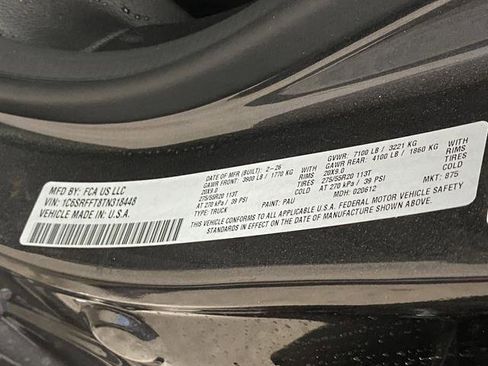 MFD BY: FCA US LLC
VIN: 1C6SRFFT8TN318448
VEHICLE MADE IN: U.S.A.
DATE OF MFR (BUILT): 2-26
GAWR FRONT: 3900 LB / 1770 KG
20X9.0
275/55R20 113T
AT 270 kPa / 39 PSI
TYPE: TRUCK
PAINT: PAU
WITH
RIMS
TIRES
COLD
GVWR: 7100 LB / 3221 KG
GAWR REAR: 4100 LB / 1860 KG
20X9.0
275/55R20 113T
AT 270 kPa / 39 PSI
MDH: 020612
WITH
RIMS
TIRES
COLD
MKT: 875
THIS VEHICLE CONFORMS TO ALL APPLICABLE U.S.A. FEDERAL MOTOR VEHICLE SAFETY
STANDARDS IN EFFECT ON THE DATE OF MANUFACTURE SHOWN ABOVE.